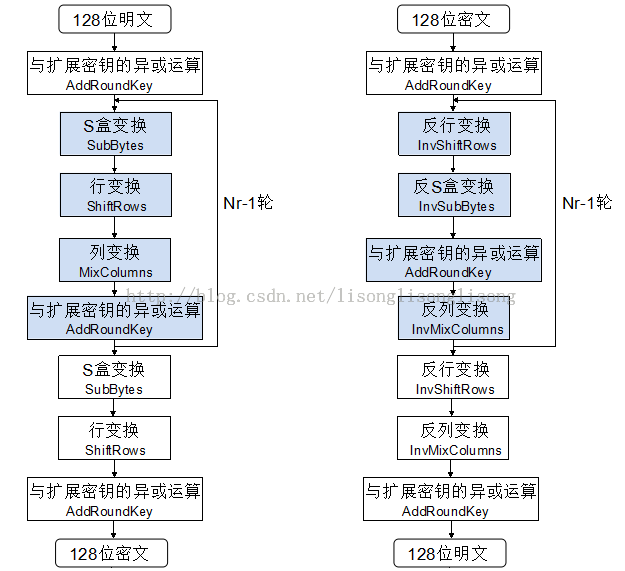 128位明文
与扩展密钥的异或运算
AddRoundKey
S盒变换
SubBytes
行变换
ShiftRows
Nr-1轮
列变换
MixColumns
与扩展密钥的异或运算
AddRoundKey
S盒变换
SubBytes
行变换
ShiftRows
与扩展密钥的异或运算
AddRoundKey
128位密文
128位密文
与扩展密钥的异或运算
AddRoundKey
反行变换
InvShiftRows
反S盒变换
InvSubBytes
Nr-1轮
与扩展密钥的异或运算
AddRoundKey
反列变换
InvMixColumns
反行变换
InvShiftRows
反列变换
InvMixColumns
与扩展密钥的异或运算
AddRoundKey
128位明文
http://blog.csdn.net/lisonglisonglisong